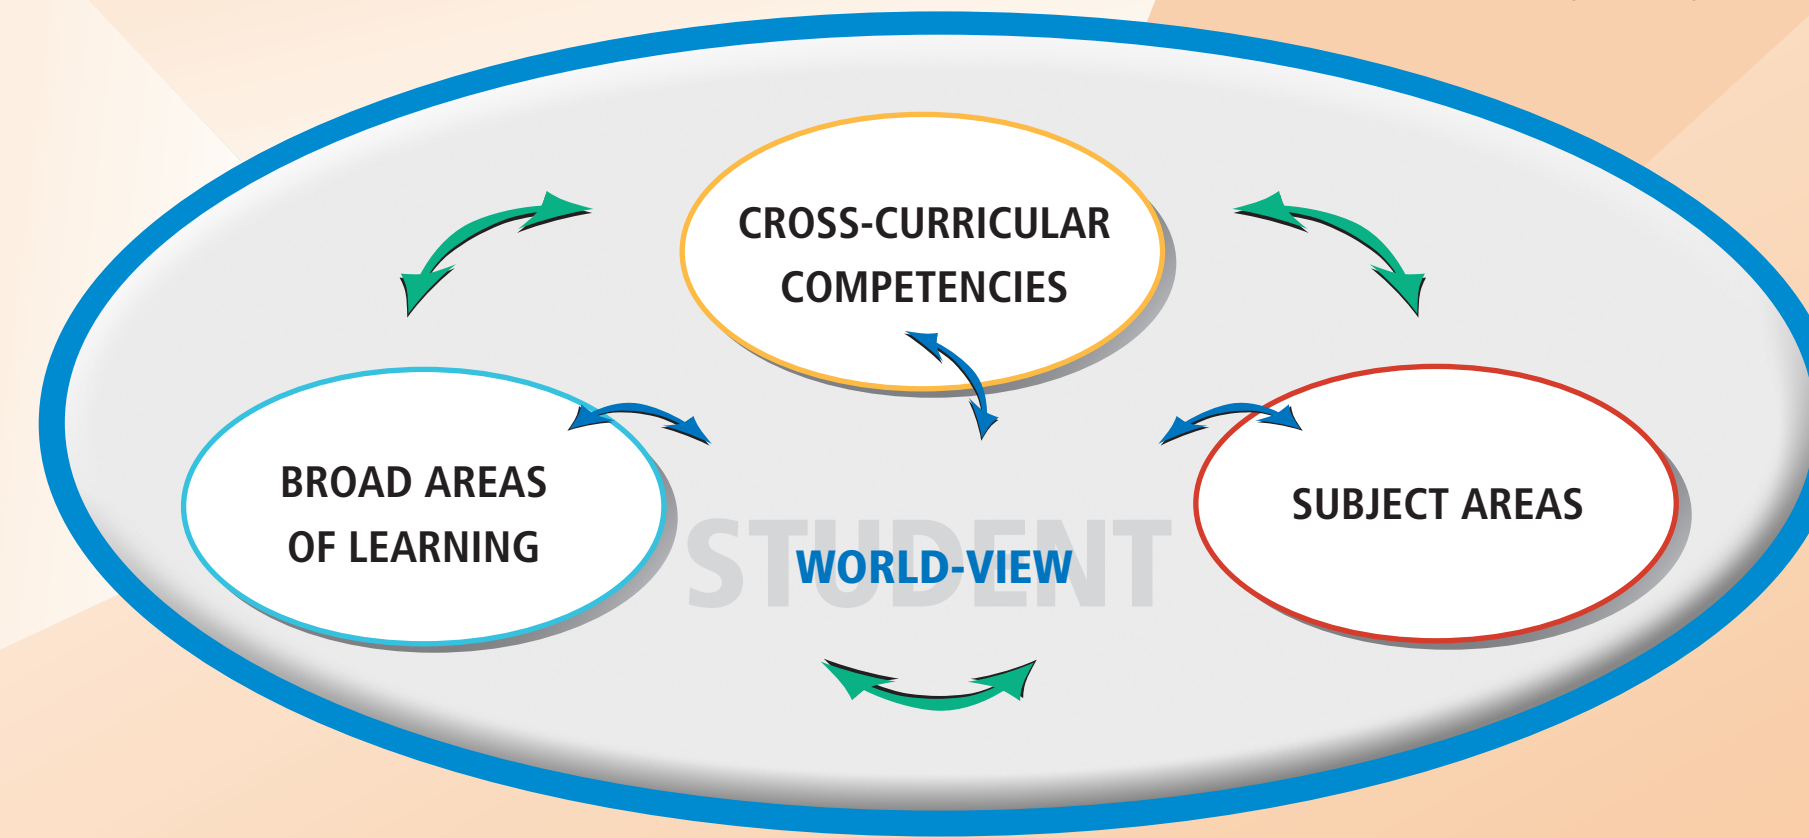 CROSS-CURRICULAR
COMPETENCIES
BROAD AREAS
OF LEARNING
SUBJECT AREAS
STUDENT
WORLD-VIEW